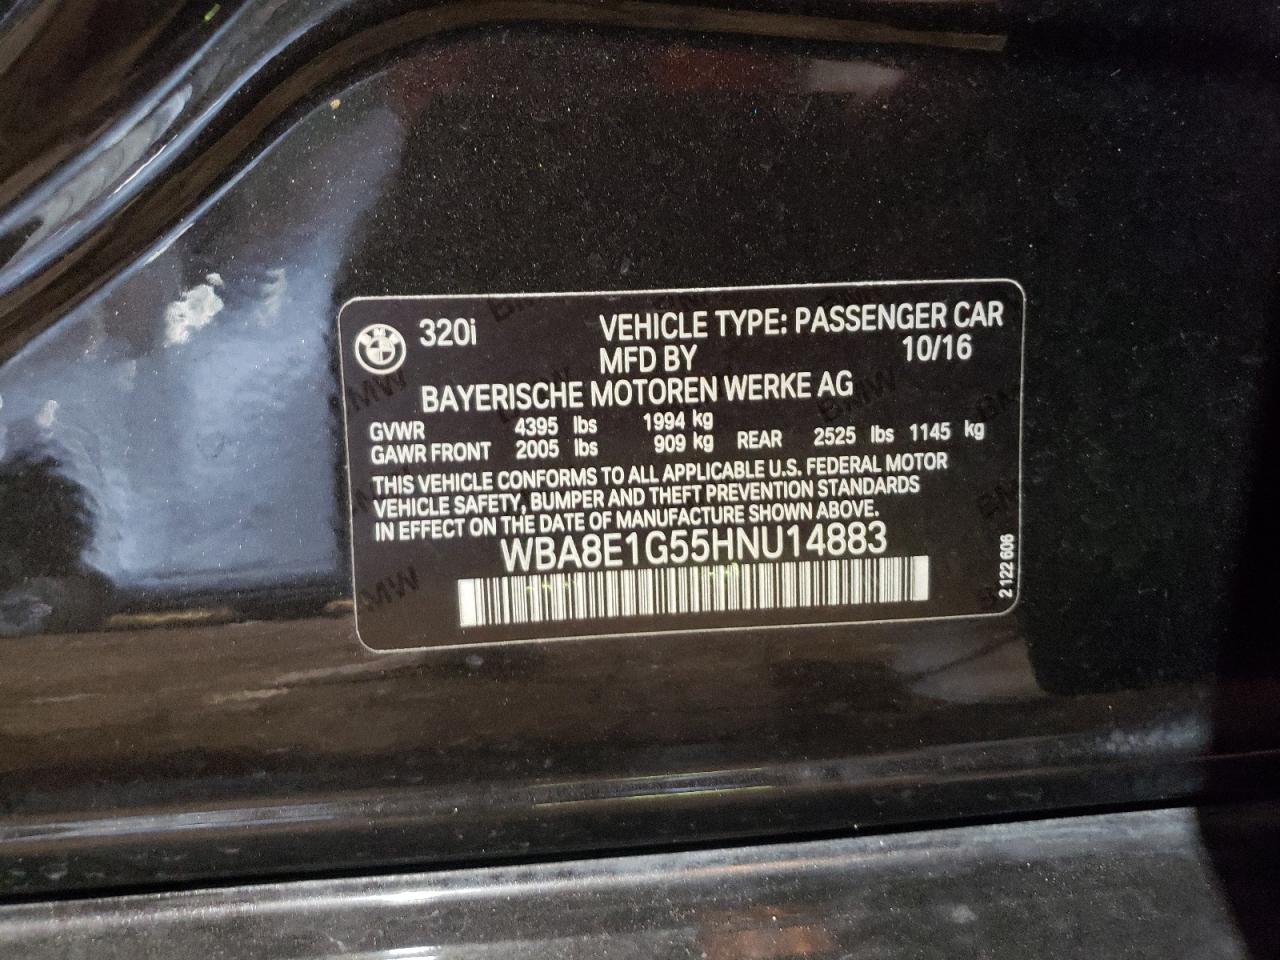 320i VEHICLE TYPE: PASSENGER CAR
MFD BY 10/16
BAYERISCHE MOTOREN WERKE AG
GVWR 4395 lbs 1994 kg
GAWR FRONT 2005 lbs 909 kg REAR 2525 lbs 1145 kg
THIS VEHICLE CONFORMS TO ALL APPLICABLE U.S. FEDERAL MOTOR
VEHICLE SAFETY, BUMPER AND THEFT PREVENTION STANDARDS
IN EFFECT ON THE DATE OF MANUFACTURE SHOWN ABOVE.
WBA8E1G55HNU14883
2 122 606
BMW